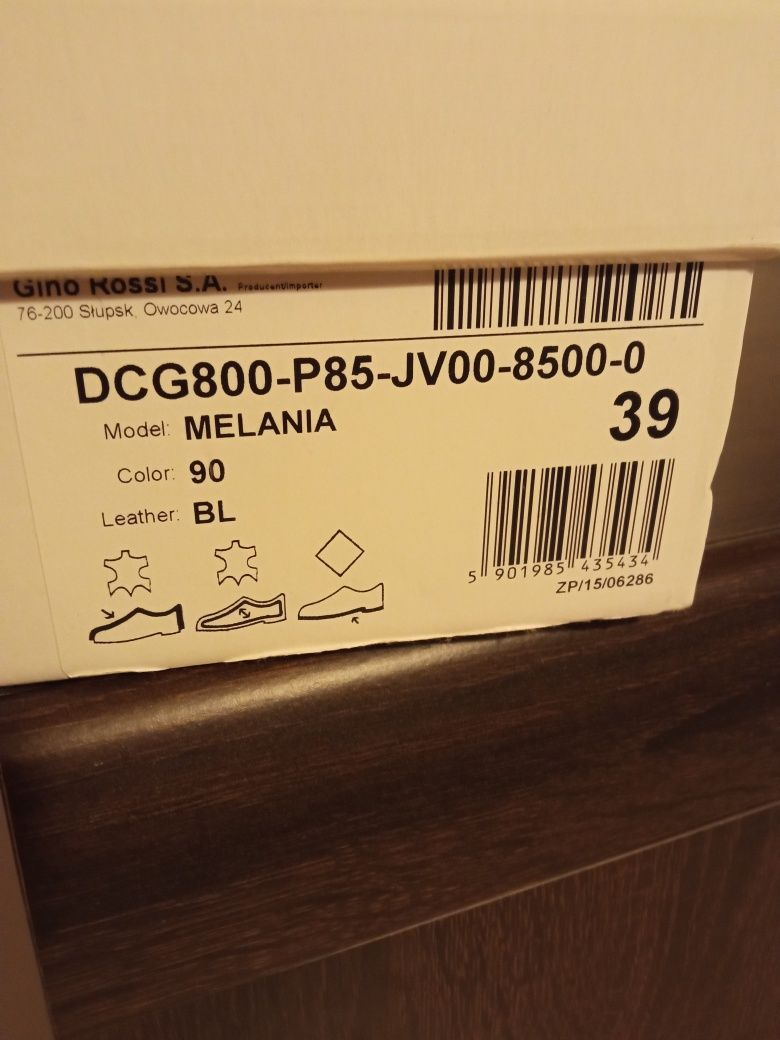 Gino Rossi S.A. Producent/importer
76-200 Słupsk, Owocowa 24
DCG800-P85-JV00-8500-0
Model: MELANIA
39
Color: 90
Leather: BL
5 901985 435434
ZP/15/06286